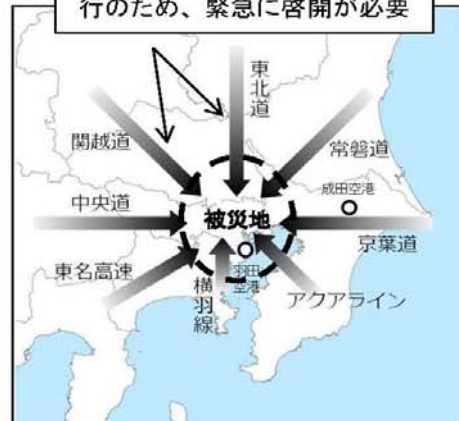 行のため、緊急に啓開が必要
東北道
関越道
常磐道
成田空港
中央道
被災地
京葉道
羽田
空港
東名高速
横羽線
アクアライン